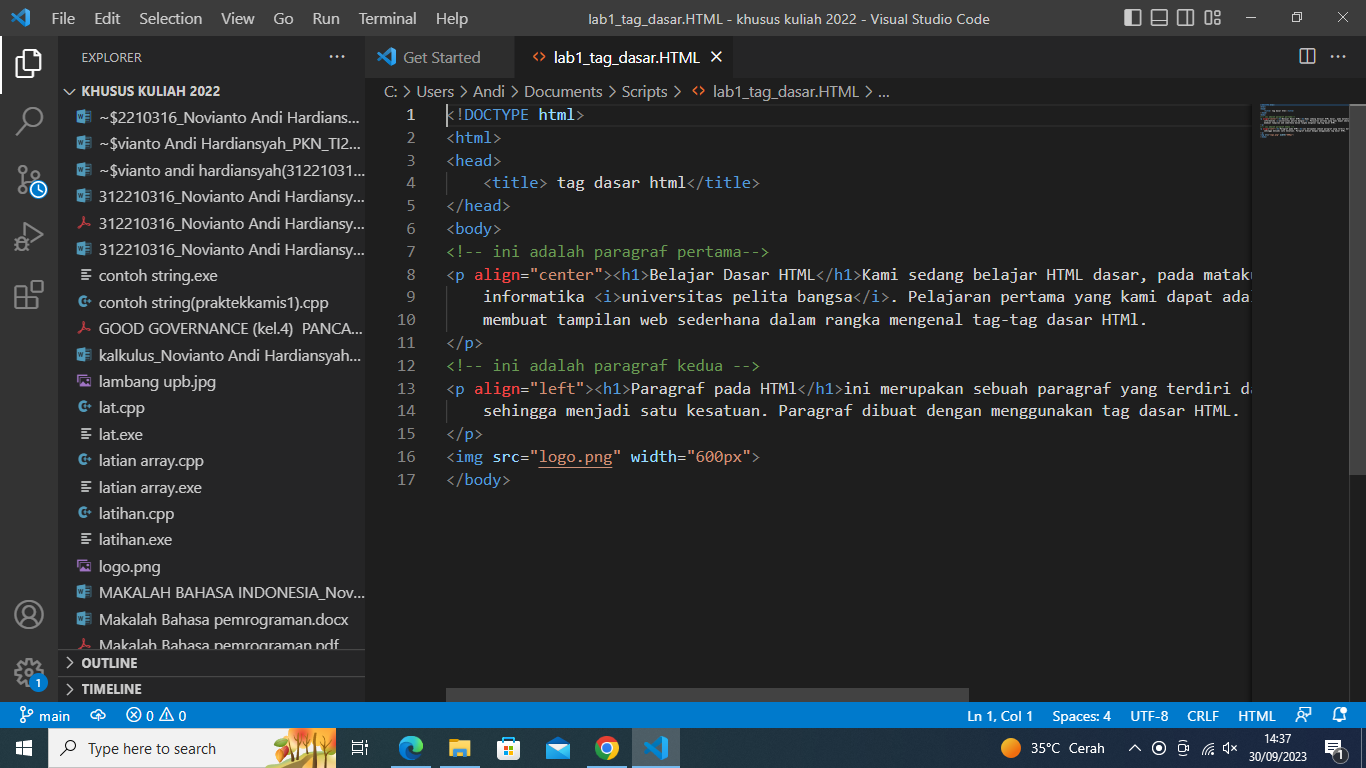 File Edit Selection View Go Run Terminal Help lab1_tag_dasar.HTML - khusus kuliah 2022 - Visual Studio Code
EXPLORER
KHUSUS KULIAH 2022
~$2210316_Novianto Andi Hardians...
~$vianto Andi Hardiansyah_PKN_TI2...
~$vianto andi hardiansyah(31221031...
312210316_Novianto Andi Hardiansy...
312210316_Novianto Andi Hardiansy...
312210316_Novianto Andi Hardiansy...
contoh string.exe
contoh string(praktekkamis1).cpp
GOOD GOVERNANCE (kel.4) PANCA...
kalkulus_Novianto Andi Hardiansyah...
lambang upb.jpg
lat.cpp
lat.exe
latian array.cpp
latian array.exe
latihan.cpp
latihan.exe
logo.png
MAKALAH BAHASA INDONESIA_Nov...
Makalah Bahasa pemrograman.docx
Makalah Bahasa pemrograman.pdf
OUTLINE
TIMELINE
1
Get Started lab1_tag_dasar.HTML
C: > Users > Andi > Documents > Scripts > lab1_tag_dasar.HTML > ...
1 <!DOCTYPE html>
2 <html>
3 <head>
4 <title> tag dasar html</title>
5 </head>
6 <body>
7 <!-- ini adalah paragraf pertama-->
8 <p align="center"><h1>Belajar Dasar HTML</h1>Kami sedang belajar HTML dasar, pada mataku
9 informatika <i>universitas pelita bangsa</i>. Pelajaran pertama yang kami dapat adal
10 membuat tampilan web sederhana dalam rangka mengenal tag-tag dasar HTMl.
11 </p>
12 <!-- ini adalah paragraf kedua -->
13 <p align="left"><h1>Paragraf pada HTMl</h1>ini merupakan sebuah paragraf yang terdiri da
14 sehingga menjadi satu kesatuan. Paragraf dibuat dengan menggunakan tag dasar HTML.
15 </p>
16 <img src="logo.png" width="600px">
17 </body>
main 0 0 Ln 1, Col 1 Spaces: 4 UTF-8 CRLF HTML
Type here to search 35°C Cerah 14:37
30/09/2023
1